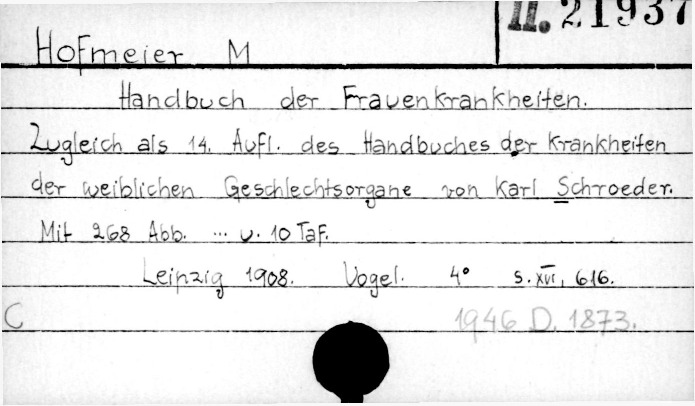 II. 21937
Hofmeier M
Handbuch der Frauenkrankheiten.
Zugleich als 14. Aufl. des Handbuches der Krankheiten
der weiblichen Geschlechtsorgane von Karl Schroeder.
Mit 268 Abb. ... u. 10 Taf.
Leipzig 1908. Vogel. 4° S. XVI, 616.
C 1946 D. 1873.